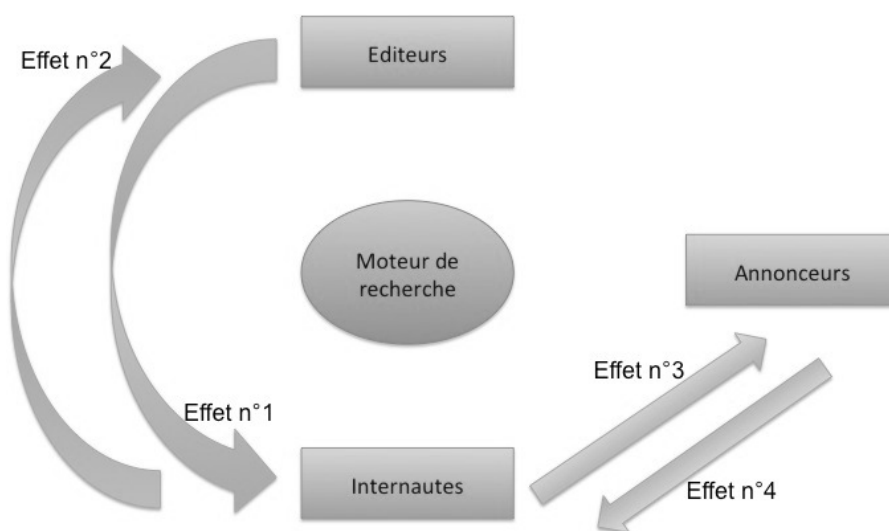 Effet n°2
Editeurs
Moteur de
recherche
Annonceurs
Effet n°3
Effet n°1
Internautes
Effet n°4